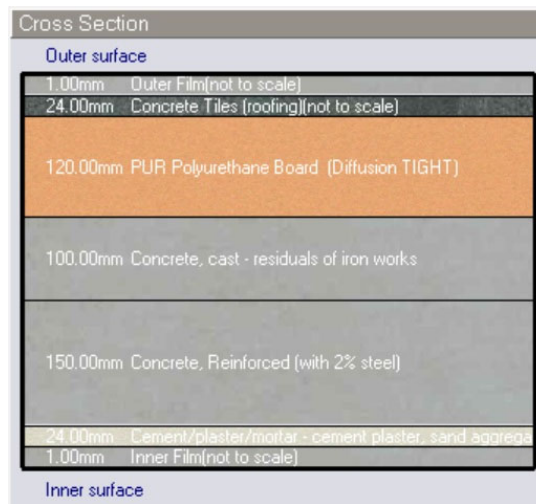 Cross Section
Outer surface
1.00mm Outer Film(not to scale)
24.00mm Concrete Tiles (roofing)(not to scale)
120.00mm PUR Polyurethane Board (Diffusion TIGHT)
100.00mm Concrete, cast - residuals of iron works
150.00mm Concrete, Reinforced (with 2% steel)
24.00mm Cement/plaster/mortar - cement plaster, sand aggrega
1.00mm Inner Film(not to scale)
Inner surface